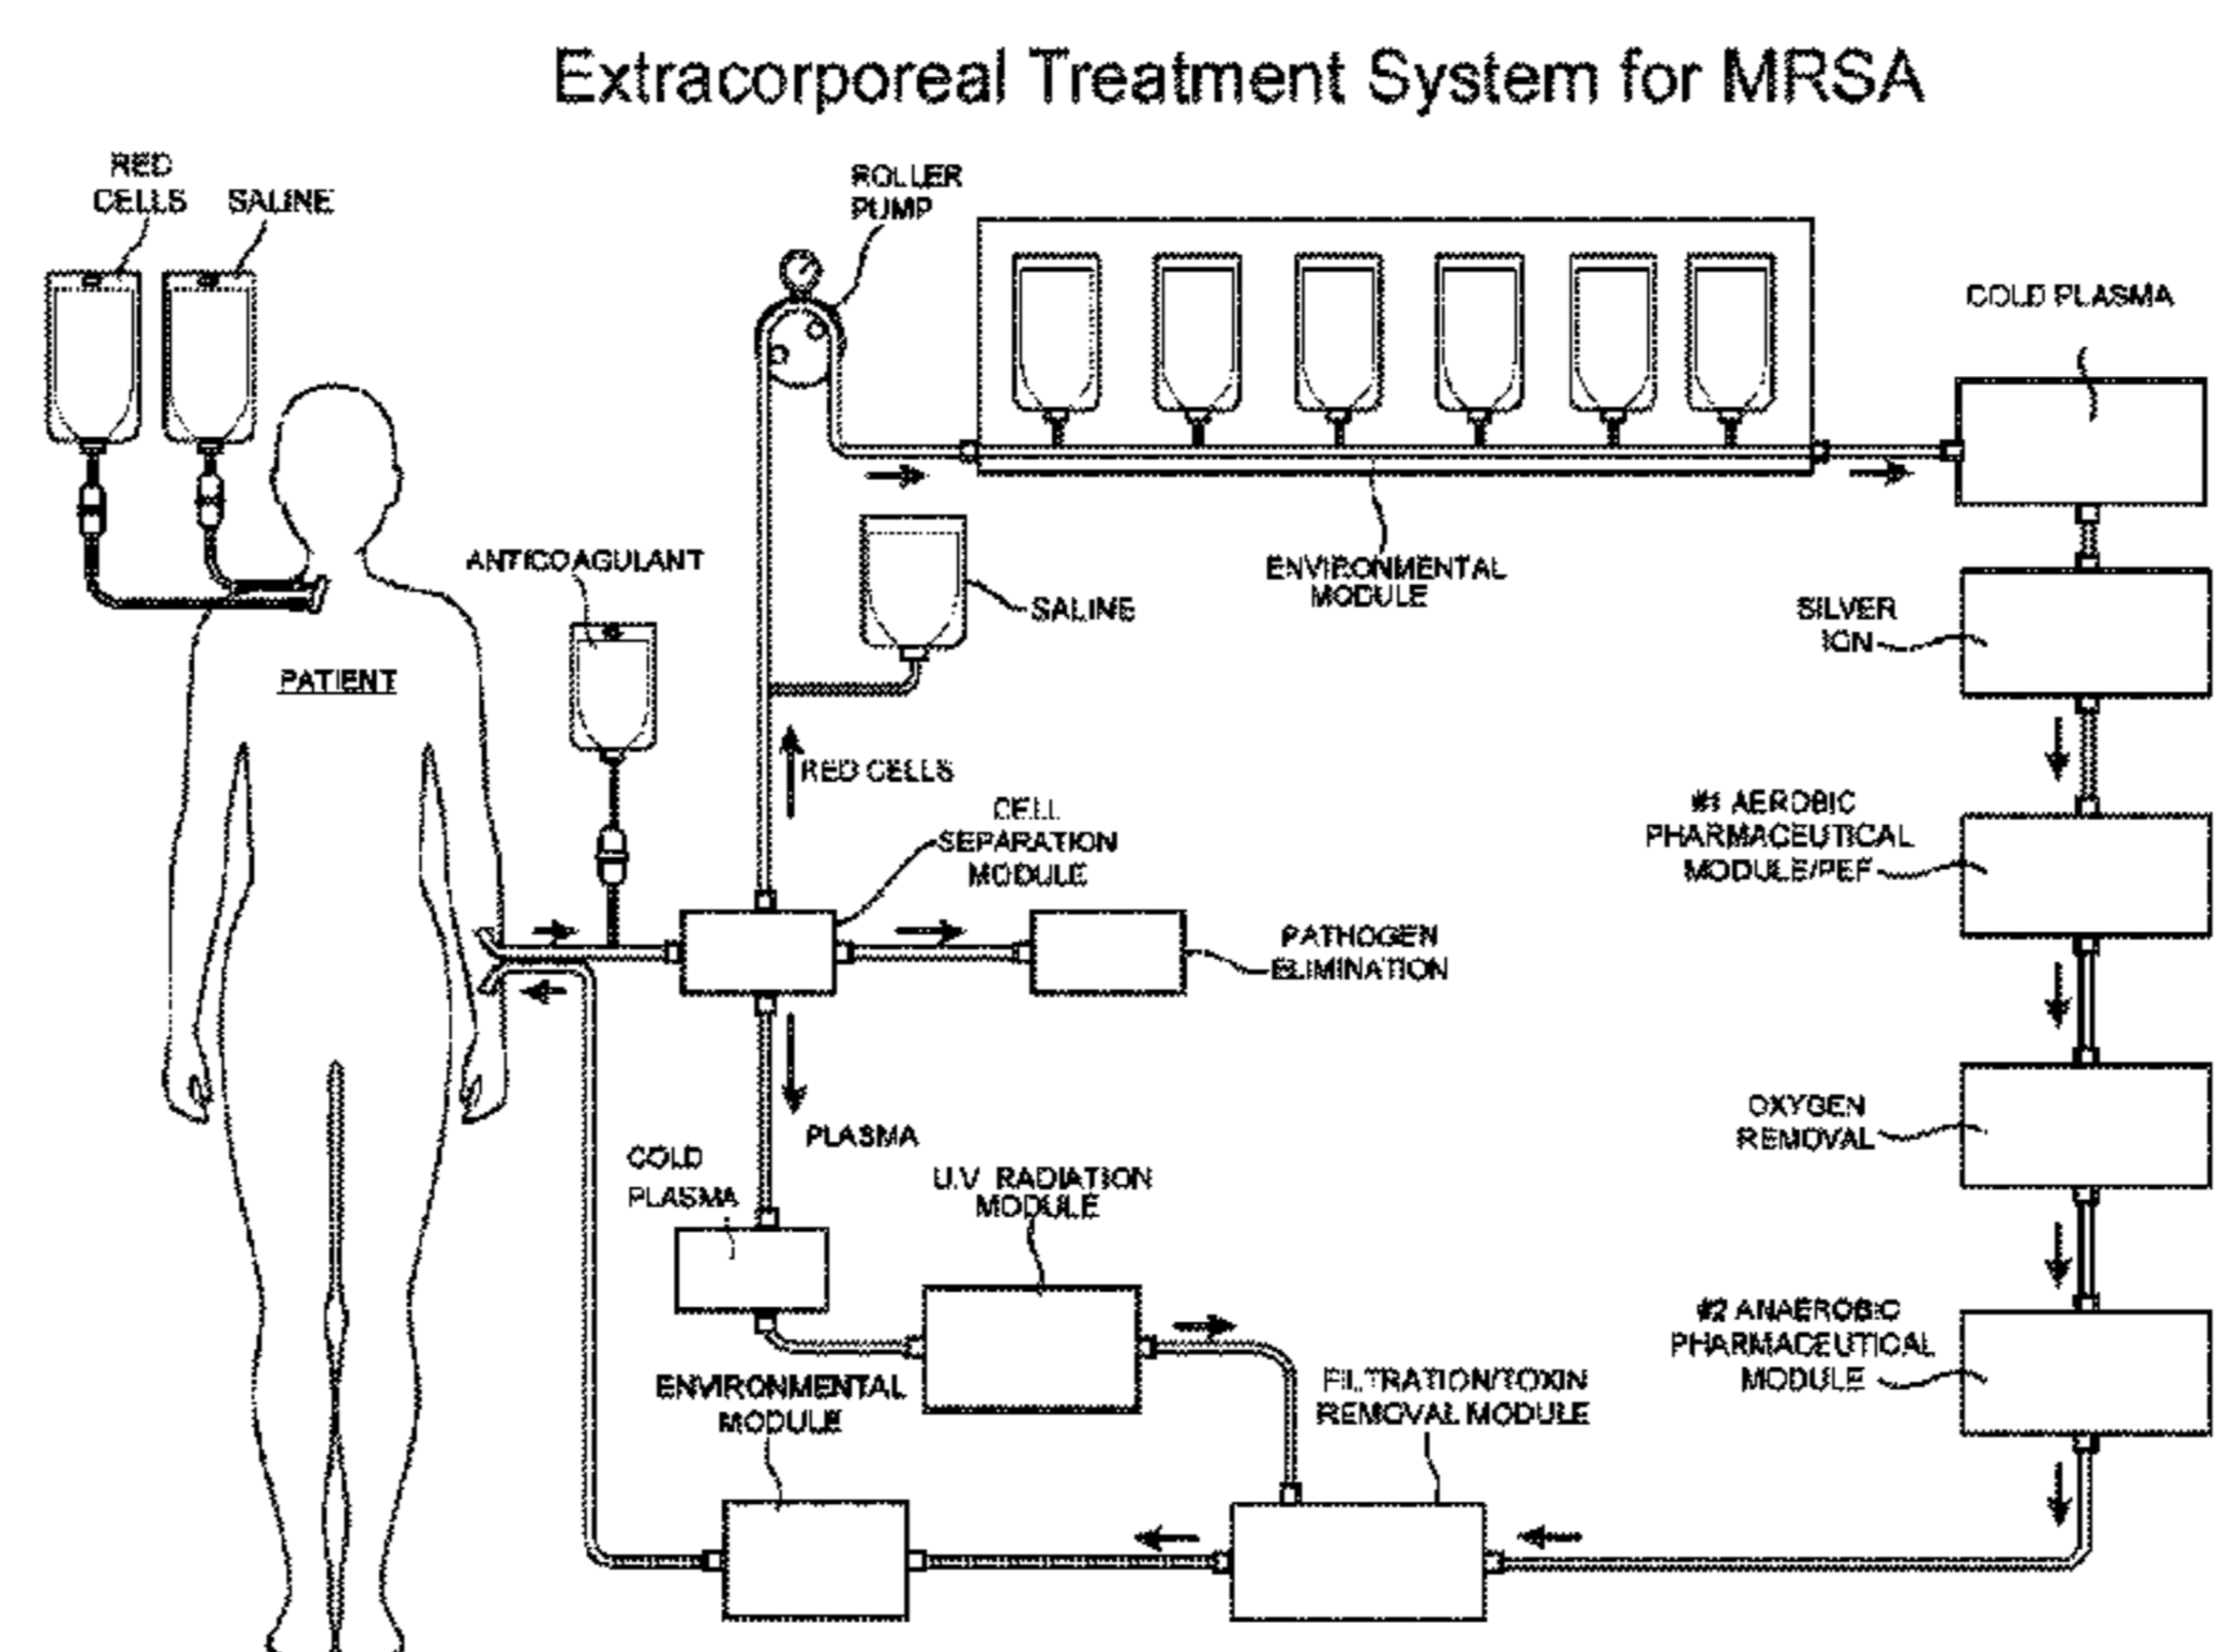 Extracorporeal Treatment System for MRSA
RED
CELLS
SALINE
ROLLER
PUMP
COLD PLASMA
ANTICOAGULANT
SALINE
ENVIRONMENTAL
MODULE
SILVER
ION
PATIENT
RED CELLS
CELL
SEPARATION
MODULE
#1 AEROBIC
PHARMACEUTICAL
MODULE/PEF
PATHOGEN
ELIMINATION
PLASMA
COLD
PLASMA
U.V. RADIATION
MODULE
OXYGEN
REMOVAL
ENVIRONMENTAL
MODULE
FILTRATION/TOXIN
REMOVAL MODULE
#2 ANAEROBIC
PHARMACEUTICAL
MODULE